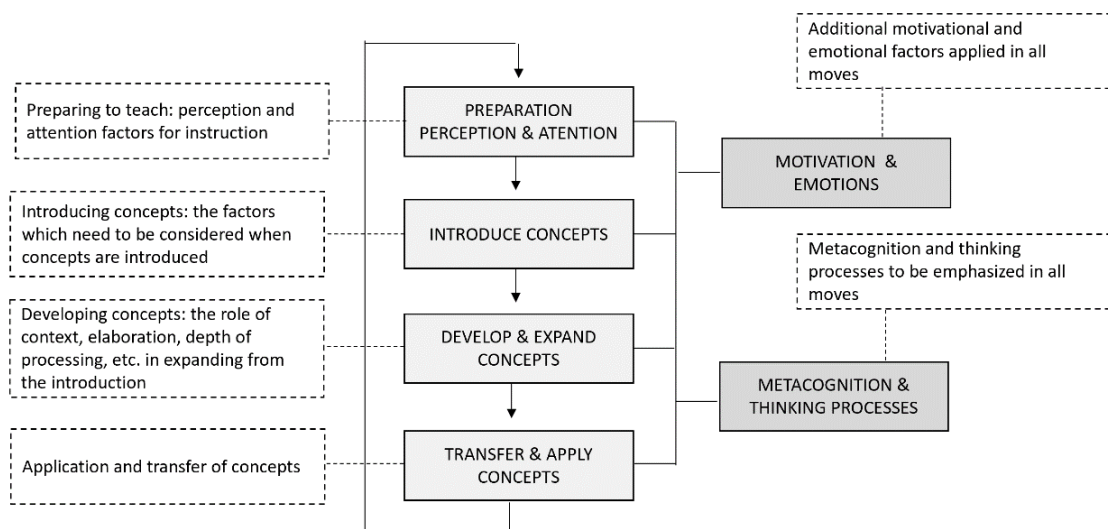 Additional motivational and
emotional factors applied in all
moves
Preparing to teach: perception and
attention factors for instruction
PREPARATION
PERCEPTION & ATENTION
MOTIVATION &
EMOTIONS
Introducing concepts: the factors
which need to be considered when
concepts are introduced
INTRODUCE CONCEPTS
Metacognition and thinking
processes to be emphasized in all
moves
Developing concepts: the role of
context, elaboration, depth of
processing, etc. in expanding from
the introduction
DEVELOP & EXPAND
CONCEPTS
METACOGNITION &
THINKING PROCESSES
Application and transfer of concepts
TRANSFER & APPLY
CONCEPTS